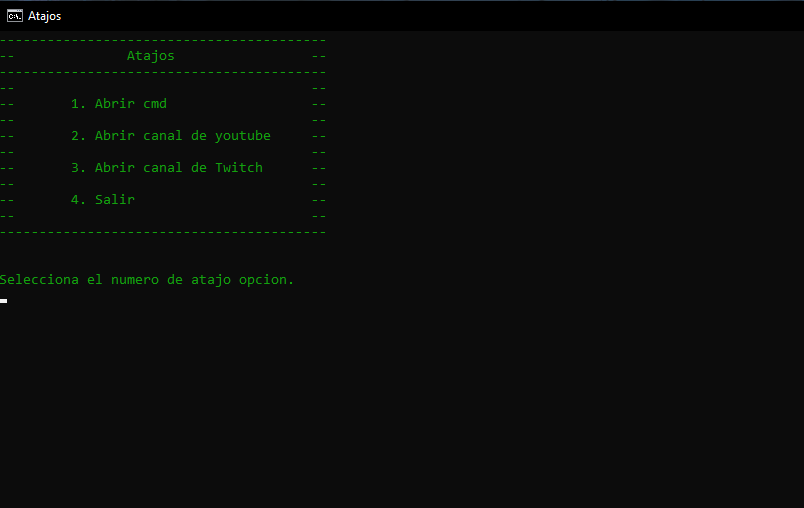 Atajos
-----------------------------------------
--              Atajos                 --
-----------------------------------------
--                                     --
--       1. Abrir cmd                  --
--                                     --
--       2. Abrir canal de youtube     --
--                                     --
--       3. Abrir canal de Twitch      --
--                                     --
--       4. Salir                      --
--                                     --
-----------------------------------------
Selecciona el numero de atajo opcion.